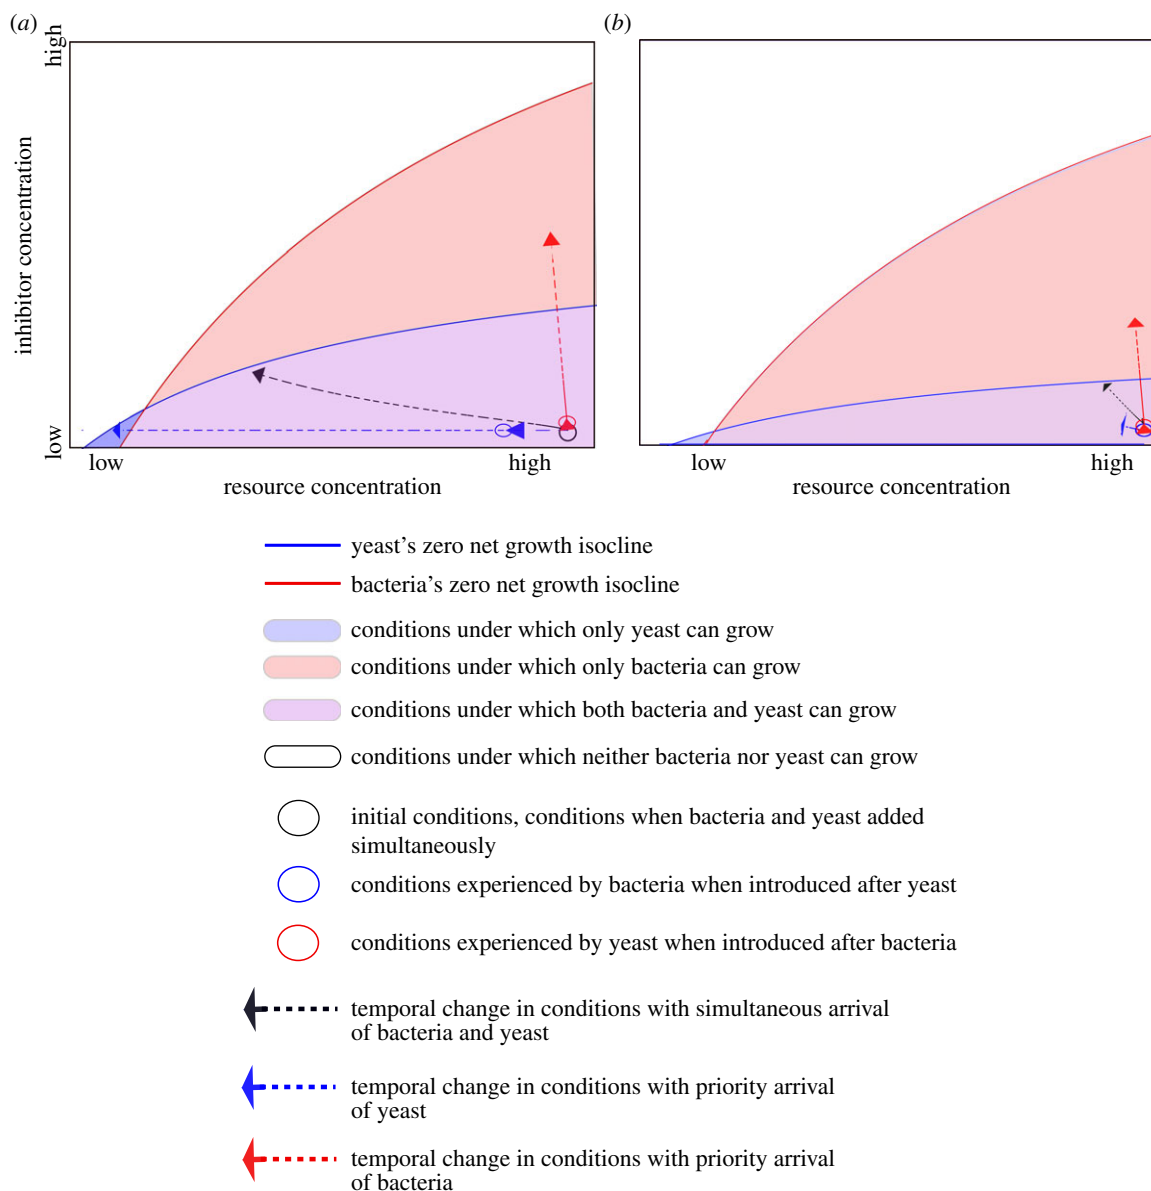 (a)
(b)
high
inhibitor concentration
low
low
high
resource concentration
low
high
resource concentration
yeast's zero net growth isocline
bacteria's zero net growth isocline
conditions under which only yeast can grow
conditions under which only bacteria can grow
conditions under which both bacteria and yeast can grow
conditions under which neither bacteria nor yeast can grow
initial conditions, conditions when bacteria and yeast added
simultaneously
conditions experienced by bacteria when introduced after yeast
conditions experienced by yeast when introduced after bacteria
temporal change in conditions with simultaneous arrival
of bacteria and yeast
temporal change in conditions with priority arrival
of yeast
temporal change in conditions with priority arrival
of bacteria